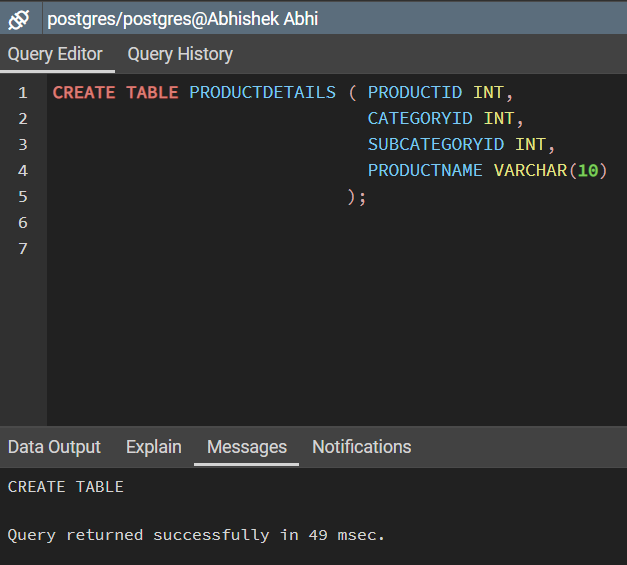 postgres/postgres@Abhishek Abhi
Query Editor Query History
1 CREATE TABLE PRODUCTDETAILS ( PRODUCTID INT,
2 CATEGORYID INT,
3 SUBCATEGORYID INT,
4 PRODUCTNAME VARCHAR(10)
5 );
6
7
Data Output Explain Messages Notifications
CREATE TABLE
Query returned successfully in 49 msec.